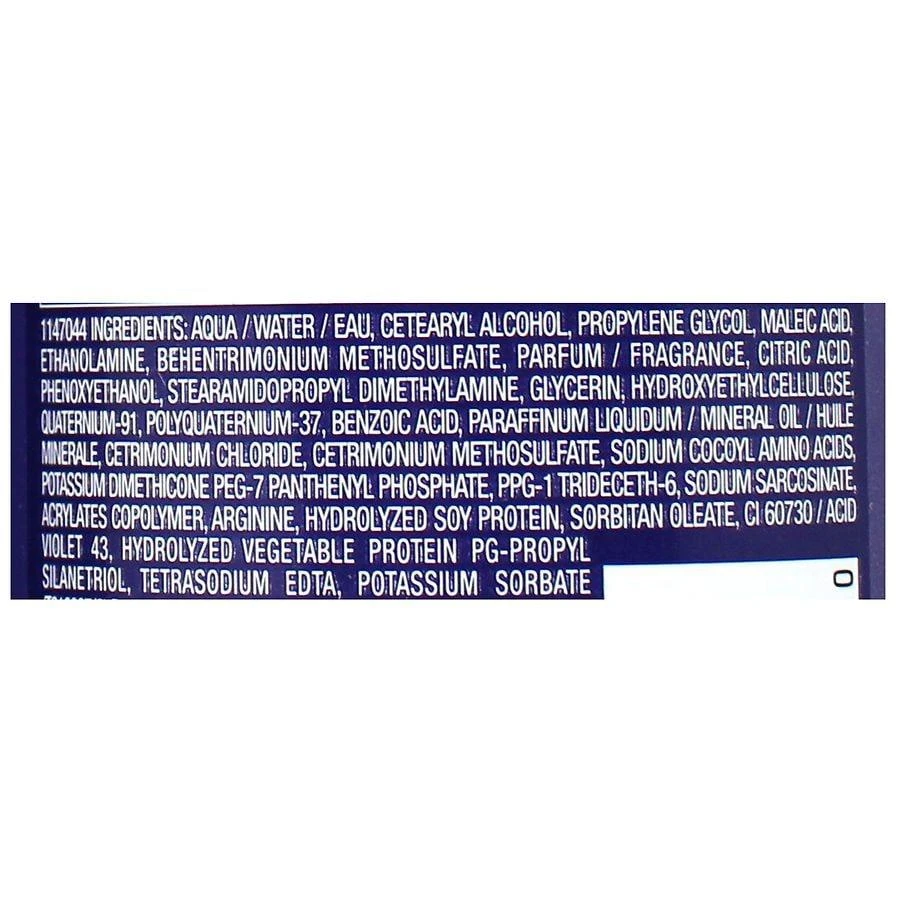 1147044 INGREDIENTS: AQUA / WATER / EAU, CETEARYL ALCOHOL, PROPYLENE GLYCOL, MALEIC ACID,
ETHANOLAMINE, BEHENTRIMONIUM METHOSULFATE, PARFUM / FRAGRANCE, CITRIC ACID,
PHENOXYETHANOL, STEARAMIDOPROPYL DIMETHYLAMINE, GLYCERIN, HYDROXYETHYLCELLULOSE,
QUATERNIUM-91, POLYQUATERNIUM-37, BENZOIC ACID, PARAFFINUM LIQUIDUM / MINERAL OIL / HUILE
MINERALE, CETRIMONIUM CHLORIDE, CETRIMONIUM METHOSULFATE, SODIUM COCOYL AMINO ACIDS,
POTASSIUM DIMETHICONE PEG-7 PANTHENYL PHOSPHATE, PPG-1 TRIDECETH-6, SODIUM SARCOSINATE,
ACRYLATES COPOLYMER, ARGININE, HYDROLYZED SOY PROTEIN, SORBITAN OLEATE, CI 60730 / ACID
VIOLET 43, HYDROLYZED VEGETABLE PROTEIN PG-PROPYL
SILANETRIOL, TETRASODIUM EDTA, POTASSIUM SORBATE
0